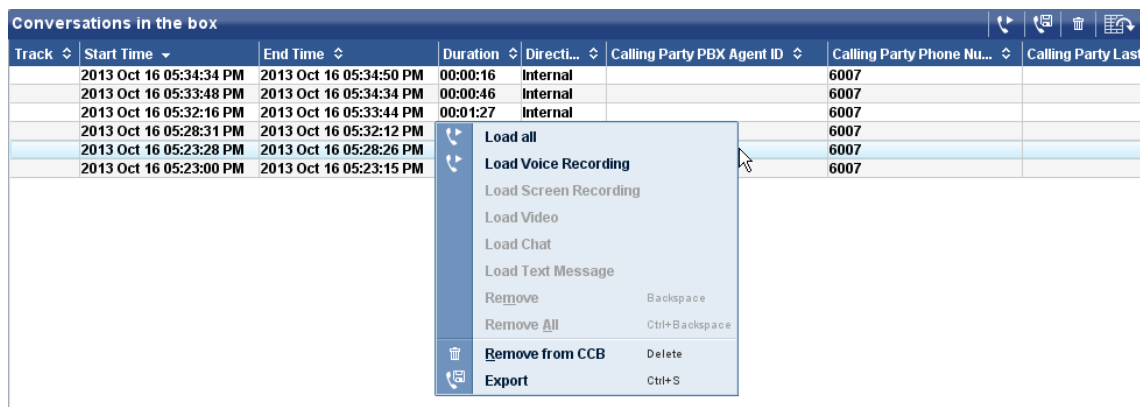 Conversations in the box
Track Start Time End Time Duration Directi... Calling Party PBX Agent ID Calling Party Phone Nu... Calling Party Last
2013 Oct 16 05:34:34 PM 2013 Oct 16 05:34:50 PM 00:00:16 Internal 6007
2013 Oct 16 05:33:48 PM 2013 Oct 16 05:34:34 PM 00:00:46 Internal 6007
2013 Oct 16 05:32:16 PM 2013 Oct 16 05:33:44 PM 00:01:27 Internal 6007
2013 Oct 16 05:28:31 PM 2013 Oct 16 05:32:12 PM 6007
2013 Oct 16 05:23:28 PM 2013 Oct 16 05:28:26 PM 6007
2013 Oct 16 05:23:00 PM 2013 Oct 16 05:23:15 PM 6007
Load all
Load Voice Recording
Load Screen Recording
Load Video
Load Chat
Load Text Message
Remove Backspace
Remove All Ctrl+Backspace
Remove from CCB Delete
Export Ctrl+S